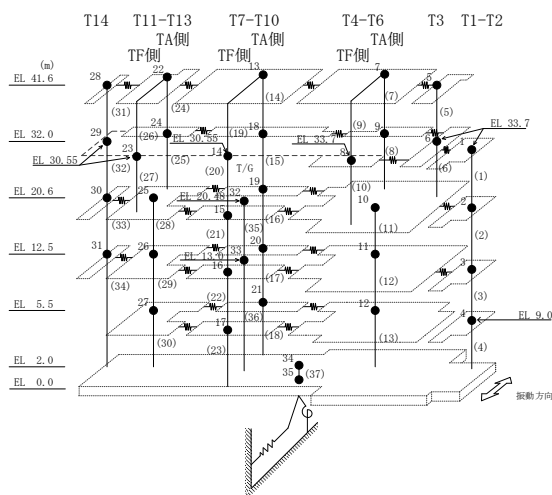 T14 T11-T13 T7-T10 T4-T6 T3 T1-T2
TA側 TA側 TA側
TF側 TF側
(m)
EL 41.6
28 22 13 7 5
(31) (24) (14) (7) (5)
EL 32.0
29 24 18 9 6 1
(26) (19) (9)
EL 30.55 EL 33.7 EL 33.7
EL 30.55
23 14 8
(32) (25) (15) (8) (6)
(20) T/G
(27) (10) (1)
EL 20.6
30 25 19 10 2
EL 20.48 32
15
(33) (28) (35) (16) (11) (2)
(21)
EL 12.5
31 26 20 11 3
EL 13.0 33
16
(34) (29) (17) (12) (3)
EL 5.5
27 21 12 4
(22) (36)
EL 9.0
17
(30) (18) (13) (4)
(23)
EL 2.0
34
EL 0.0
35 (37)
振動方向